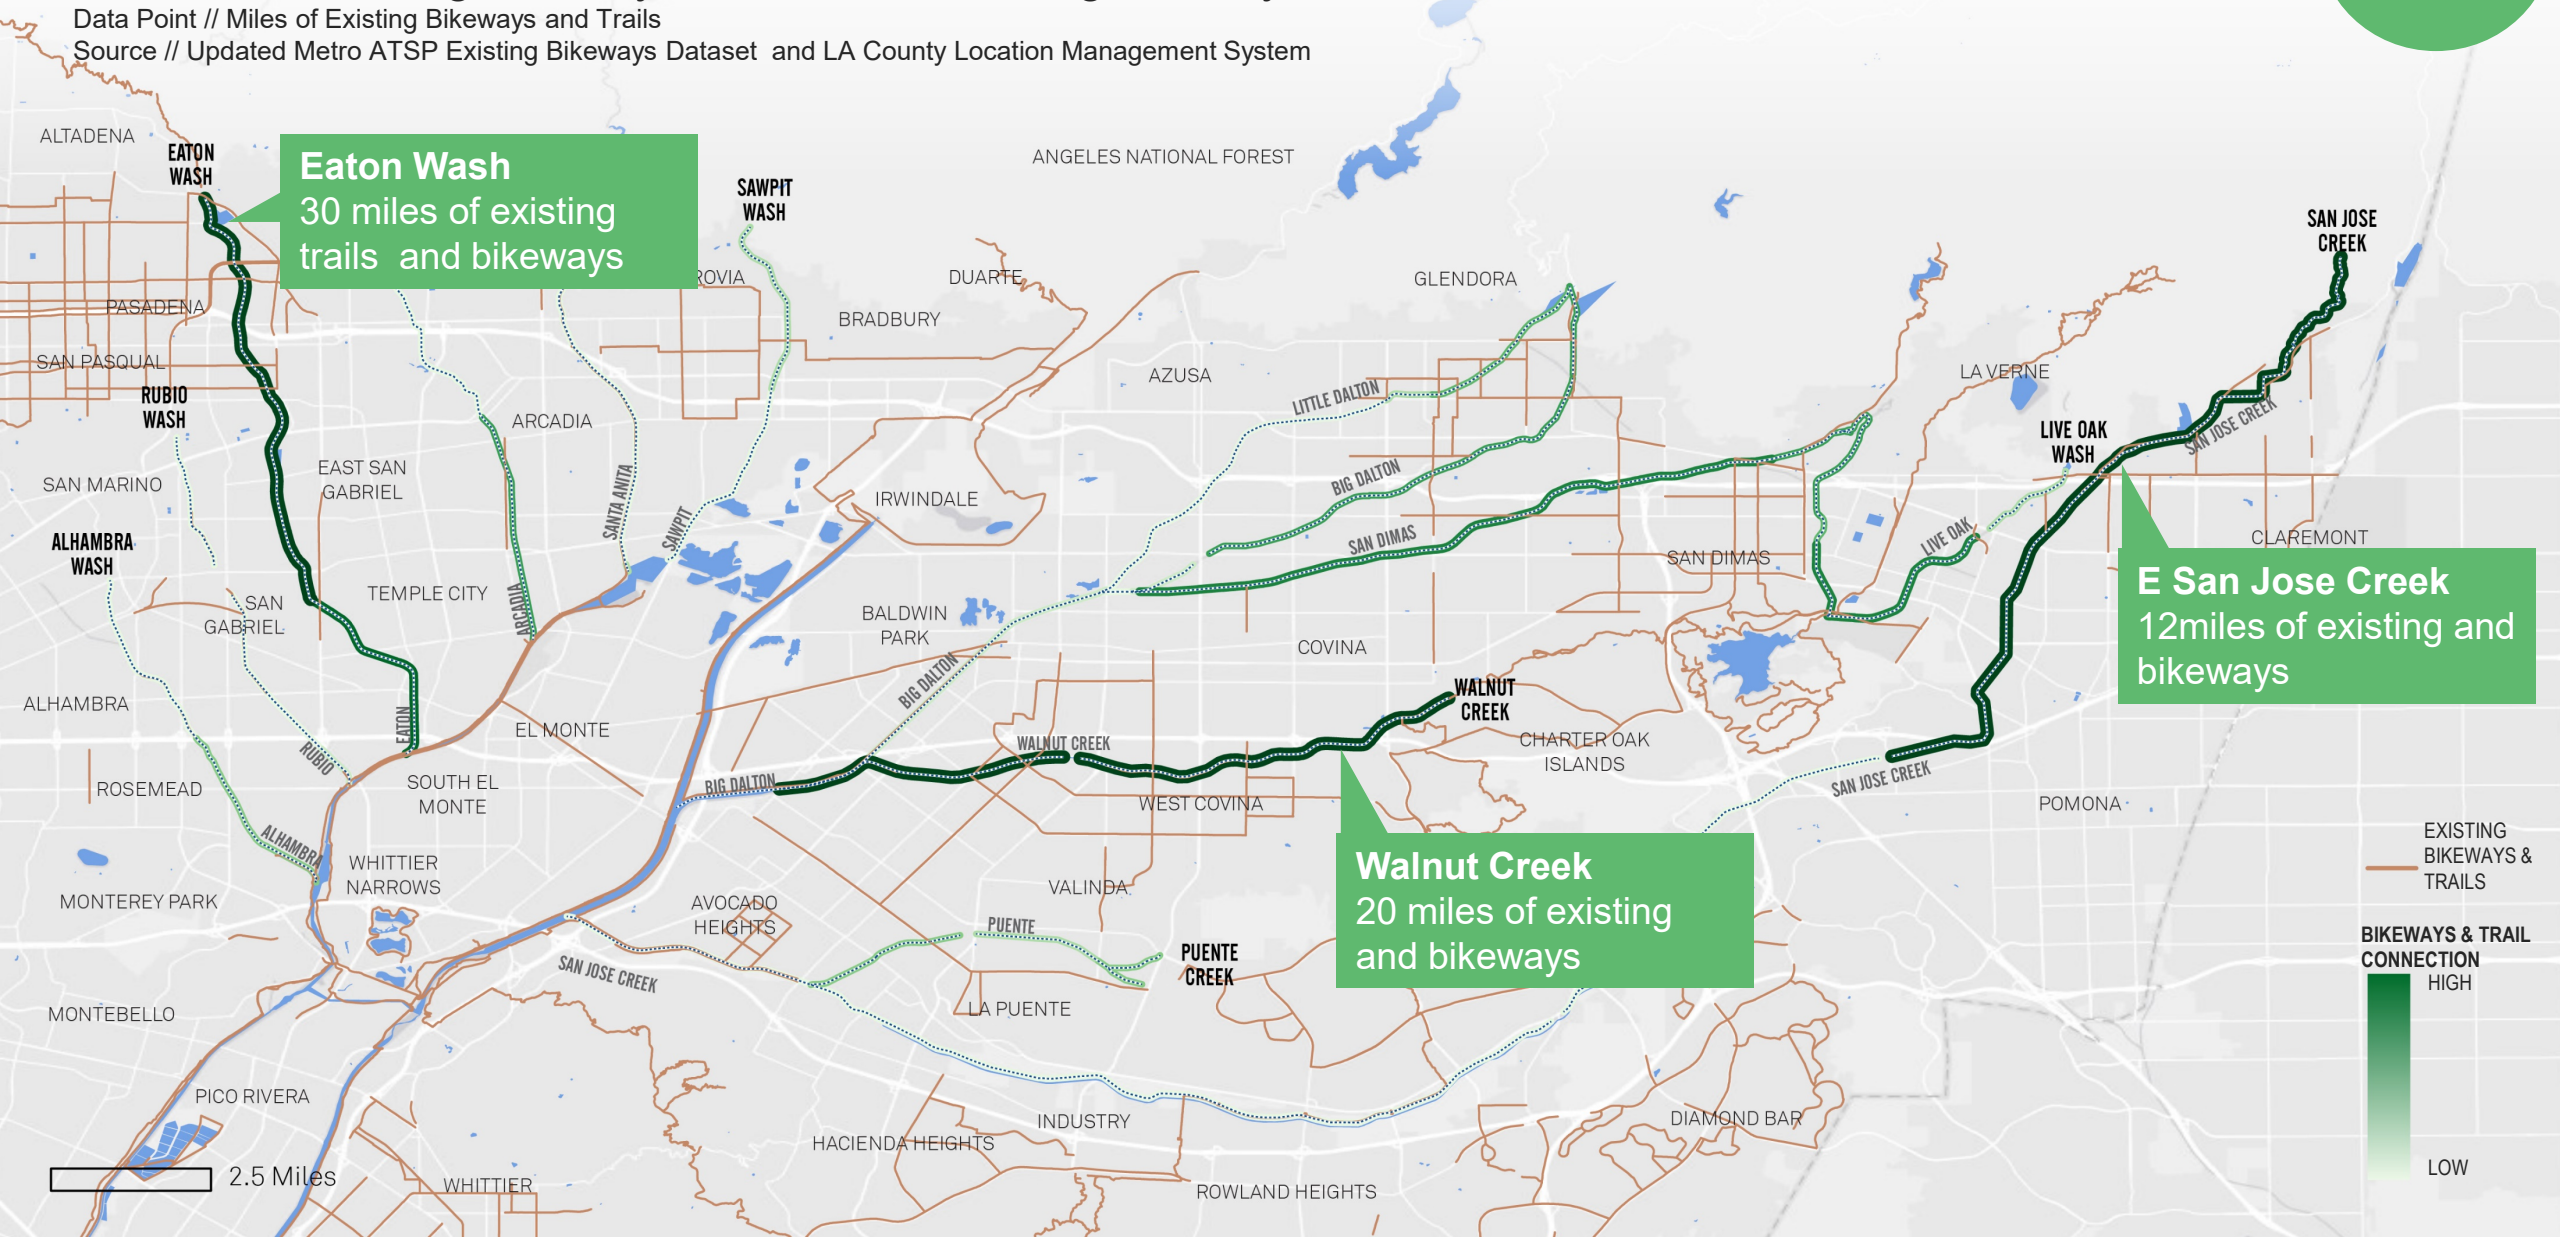 Data Point // Miles of Existing Bikeways and Trails
Source // Updated Metro ATSP Existing Bikeways Dataset  and LA County Location Management System
ALTADENA
EATON
WASH
Eaton Wash
30 miles of existing
trails  and bikeways
ANGELES NATIONAL FOREST
SAWPIT
WASH
SAN JOSE
CREEK
ROVIA
DUARTE
GLENDORA
PASADENA
BRADBURY
SAN PASQUAL
AZUSA
LA VERNE
RUBIO
WASH
LITTLE DALTON
ARCADIA
SAN JOSE CREEK
LIVE OAK
WASH
EAST SAN
GABRIEL
BIG DALTON
SAN MARINO
SANTA ANITA
SAWPIT
IRWINDALE
ALHAMBRA
WASH
SAN DIMAS
LIVE OAK
CLAREMONT
SAN DIMAS
TEMPLE CITY
ARCADIA
E San Jose Creek
12miles of existing and
bikeways
SAN
GABRIEL
BALDWIN
PARK
COVINA
BIG DALTON
ALHAMBRA
EATON
EL MONTE
WALNUT
CREEK
RUBIO
WALNUT CREEK
CHARTER OAK
ISLANDS
ROSEMEAD
SOUTH EL
MONTE
BIG DALTON
WEST COVINA
SAN JOSE CREEK
POMONA
ALHAMBRA
WHITTIER
NARROWS
Walnut Creek
20 miles of existing
and bikeways
EXISTING
BIKEWAYS &
TRAILS
MONTEREY PARK
AVOCADO
HEIGHTS
VALINDA
PUENTE
PUENTE
CREEK
BIKEWAYS & TRAIL
CONNECTION
HIGH
SAN JOSE CREEK
MONTEBELLO
LA PUENTE
PICO RIVERA
INDUSTRY
DIAMOND BAR
HACIENDA HEIGHTS
2.5 Miles
WHITTIER
ROWLAND HEIGHTS
LOW